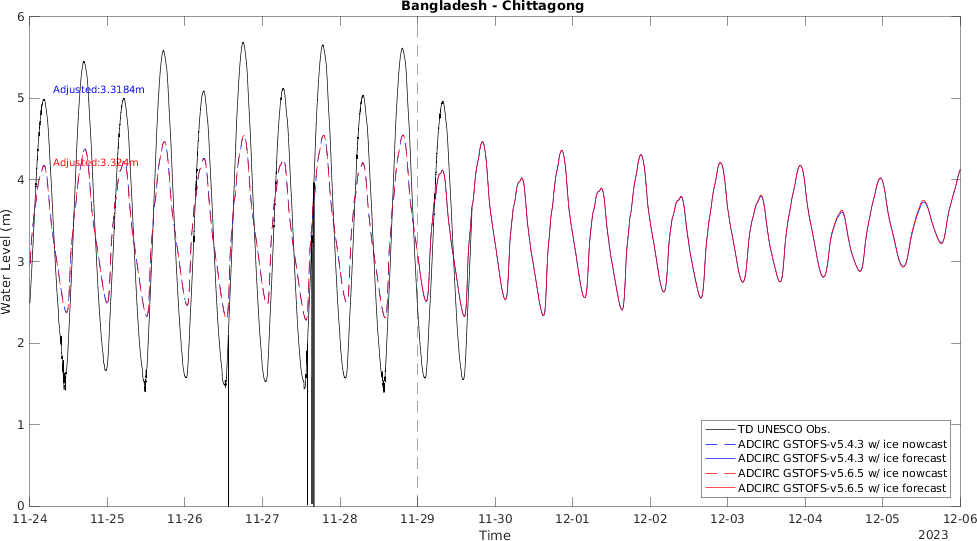 Bangladesh - Chittagong
6
5
4
3
2
1
0
Water Level (m)
Adjusted:3.3184m
Adjusted:3.324m
TD UNESCO Obs.
ADCIRC GSTOFS-v5.4.3 w/ ice nowcast
ADCIRC GSTOFS-v5.4.3 w/ ice forecast
ADCIRC GSTOFS-v5.6.5 w/ ice nowcast
ADCIRC GSTOFS-v5.6.5 w/ ice forecast
11-24 11-25 11-26 11-27 11-28 11-29 11-30 12-01 12-02 12-03 12-04 12-05 12-06
Time
2023